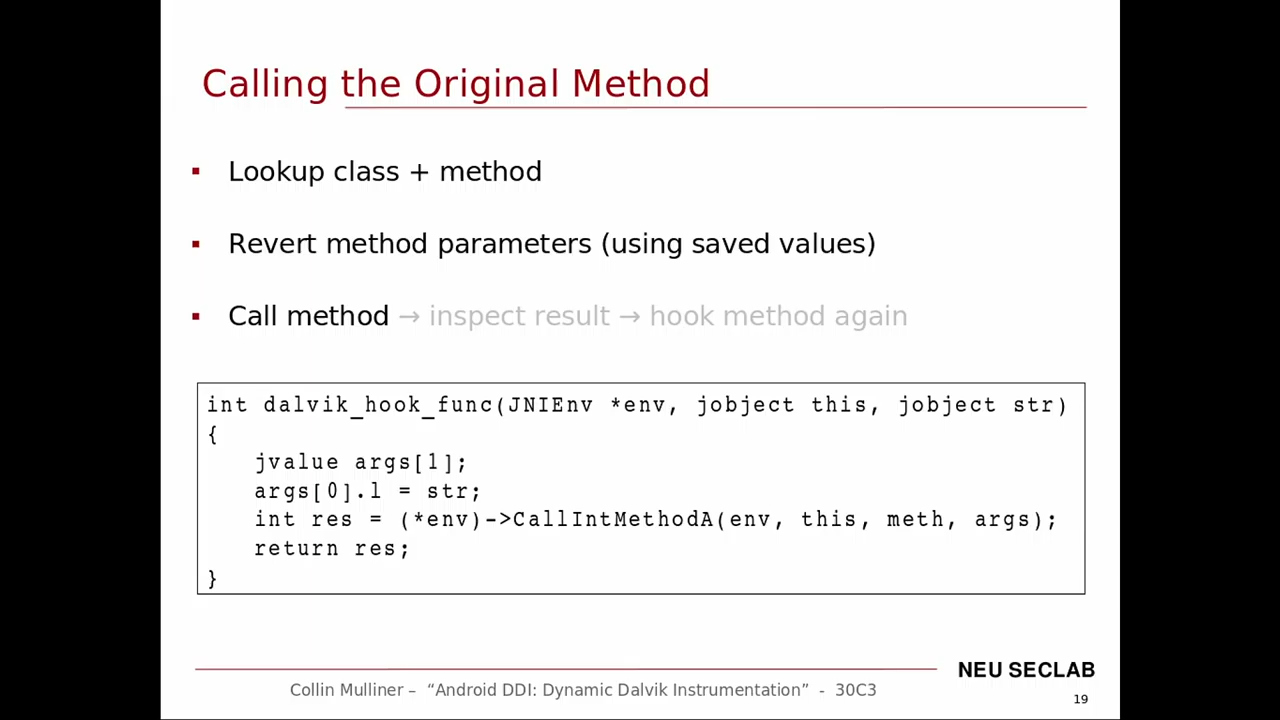 Calling the Original Method
▪ Lookup class + method
▪ Revert method parameters (using saved values)
▪ Call method → inspect result → hook method again
int dalvik_hook_func(JNIEnv *env, jobject this, jobject str)
{
   jvalue args[1];
   args[0].l = str;
   int res = (*env)->CallIntMethodA(env, this, meth, args);
   return res;
}
NEU SECLAB
Collin Mulliner – “Android DDI: Dynamic Dalvik Instrumentation” - 30C3
19